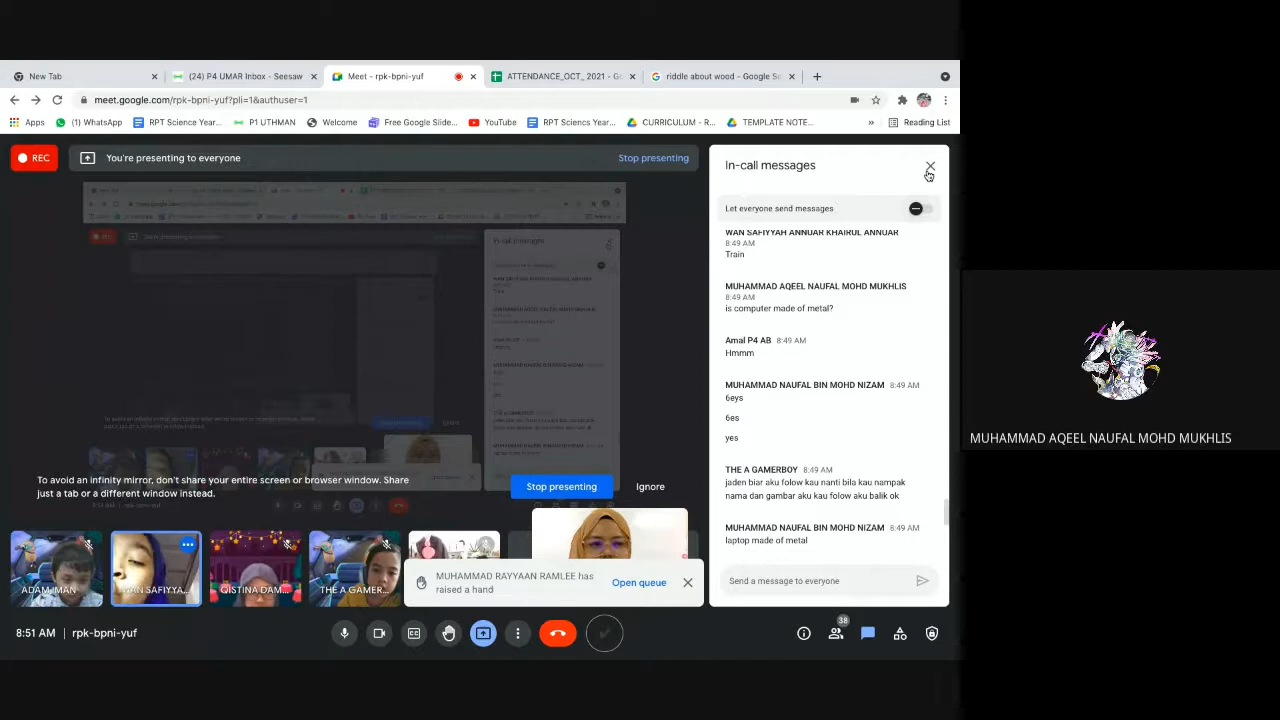 New Tab
(24) P4 UMAR Inbox - Seesaw
Meet - rpk-bpni-yuf
ATTENDANCE_OCT_ 2021 - Go
riddle about wood - Google Se
meet.google.com/rpk-bpni-yuf?pli=1&authuser=1
Apps
(1) WhatsApp
RPT Science Year...
P1 UTHMAN
Welcome
Free Google Slide...
YouTube
RPT Sciencs Year...
CURRICULUM - R...
TEMPLATE NOTE...
»
Reading List
REC
You're presenting to everyone
Stop presenting
In-call messages
Let everyone send messages
WAN SAFIYYAH ANNUAR KHAIRUL ANNUAR
8:49 AM
Train
MUHAMMAD AQEEL NAUFAL MOHD MUKHLIS
8:49 AM
is computer made of metal?
Amal P4 AB 8:49 AM
Hmmm
MUHAMMAD NAUFAL BIN MOHD NIZAM 8:49 AM
6eys
6es
yes
THE A GAMERBOY 8:49 AM
jaden biar aku folow kau nanti bila kau nampak
nama dan gambar aku kau folow aku balik ok
MUHAMMAD NAUFAL BIN MOHD NIZAM 8:49 AM
laptop made of metal
Send a message to everyone
To avoid an infinity mirror, don't share your entire screen or browser window. Share
just a tab or a different window instead.
Stop presenting
Ignore
ADAM IMAN
WAN SAFIYYA...
QISTINA DAM...
THE A GAMER...
MUHAMMAD RAYYAAN RAMLEE has
raised a hand
Open queue
8:51 AM | rpk-bpni-yuf
38
MUHAMMAD AQEEL NAUFAL MOHD MUKHLIS